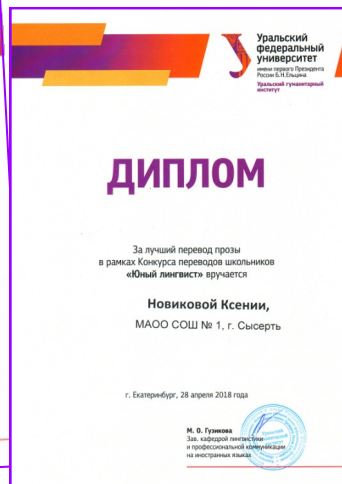 Уральский
федеральный
университет
имени первого Президента
России Б.Н.Ельцина
Уральский гуманитарный
институт
ДИПЛОМ
За лучший перевод прозы
в рамках Конкурса переводов школьников
«Юный лингвист» вручается
Новиковой Ксении,
МАОО СОШ № 1, г. Сысерть
г. Екатеринбург, 28 апреля 2018 года
М. О. Гузикова
Зав. кафедрой лингвистики
и профессиональной коммуникации
на иностранных языках